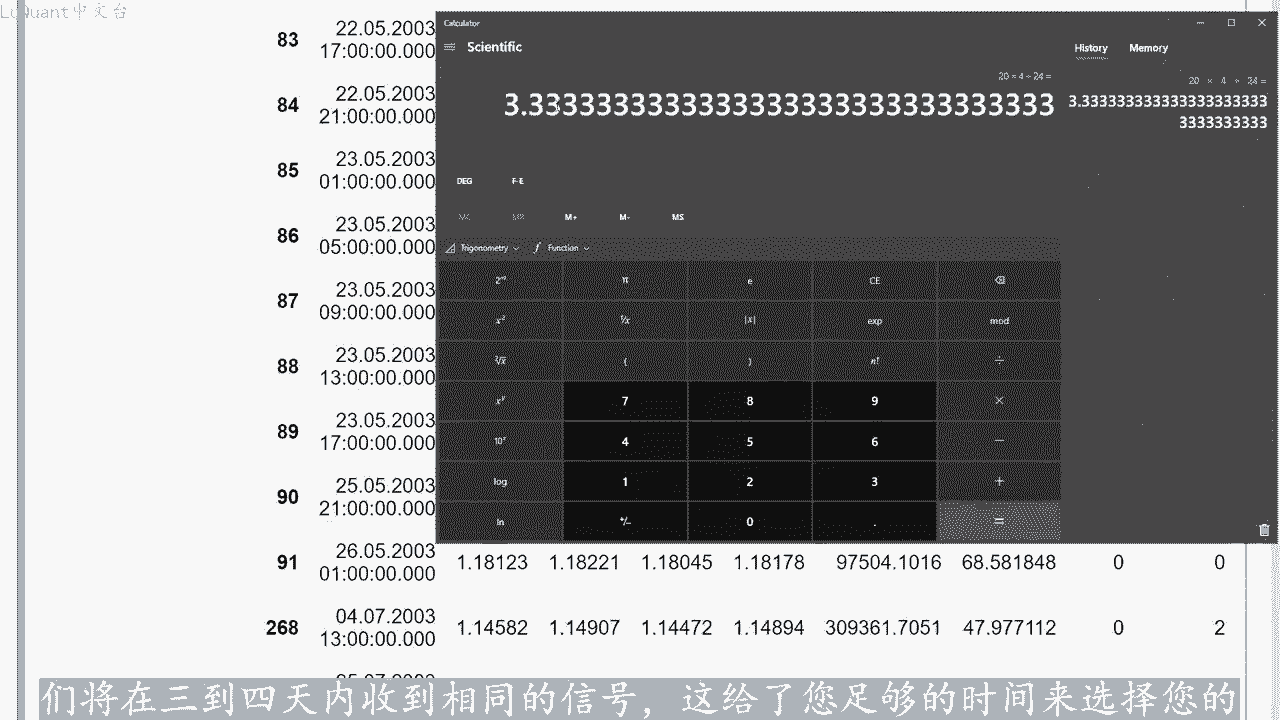 LoQuant中文台
83 22.05.2003 17:00:00.000
84 22.05.2003 21:00:00.000
85 23.05.2003 01:00:00.000
86 23.05.2003 05:00:00.000
87 23.05.2003 09:00:00.000
88 23.05.2003 13:00:00.000
89 23.05.2003 17:00:00.000
90 25.05.2003 21:00:00.000
91 26.05.2003 01:00:00.000 1.18123 1.18221 1.18045 1.18178 97504.1016 68.581848 0 0
268 04.07.2003 13:00:00.000 1.14582 1.14907 1.14472 1.14894 309361.7051 47.977112 0 2
Calculator
Scientific
20 × 4 ÷ 24 =
3.3333333333333333333333333333333
DEG F-E
MC MR M+ M- MS
Trigonometry Function
π e CE
x² ¹/x |x| exp mod
( ) n! ÷
7 8 9 ×
4 5 6 −
log 1 2 3 +
ln +/− 0 . =
History Memory
20 × 4 ÷ 24 =
3.333333333333333333333
3333333333
们将在三到四天内收到相同的信号，这给了您足够的时间来选择您的